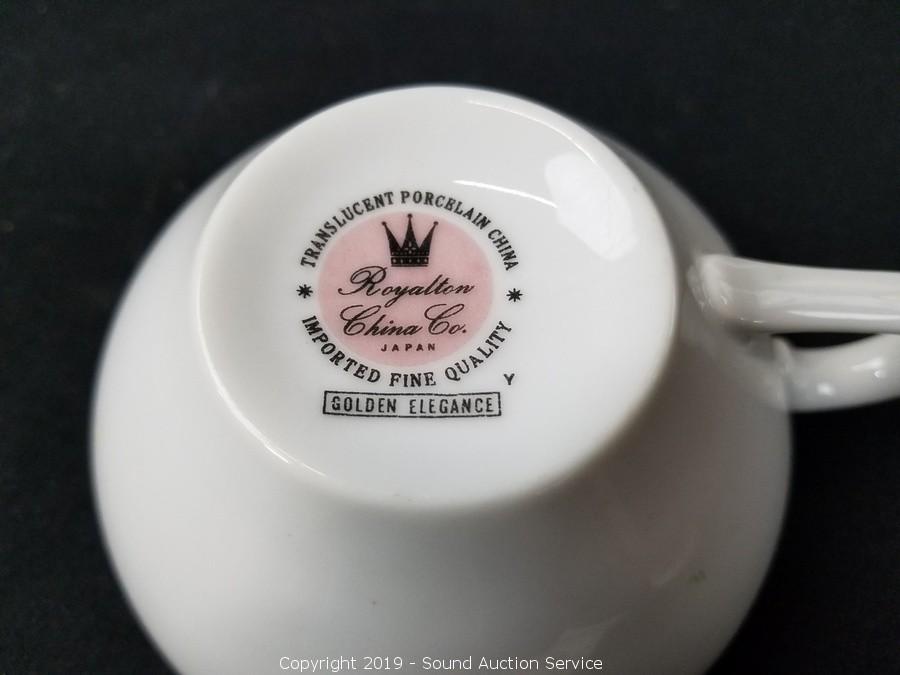 TRANSLUCENT PORCELAIN CHINA
Royalton
China Co.
JAPAN
IMPORTED FINE QUALITY
Y
GOLDEN ELEGANCE
Copyright 2019 - Sound Auction Service